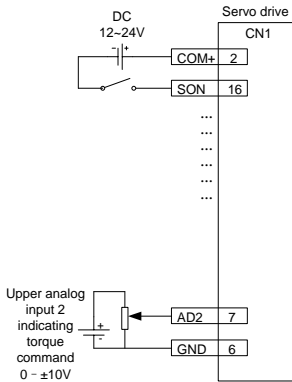 DC
12~24V
Servo drive
CN1
- +
COM+ 2
SON 16
...
...
...
...
...
...
Upper analog
input 2
indicating
torque
command
0﹣±10V
+
-
AD2 7
GND 6